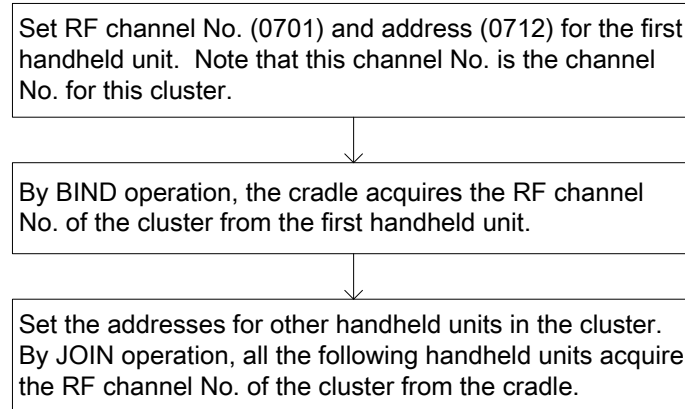 Set RF channel No. (0701) and address (0712) for the first
handheld unit.  Note that this channel No. is the channel
No. for this cluster.
By BIND operation, the cradle acquires the RF channel
No. of the cluster from the first handheld unit.
Set the addresses for other handheld units in the cluster.
By JOIN operation, all the following handheld units acquire
the RF channel No. of the cluster from the cradle.